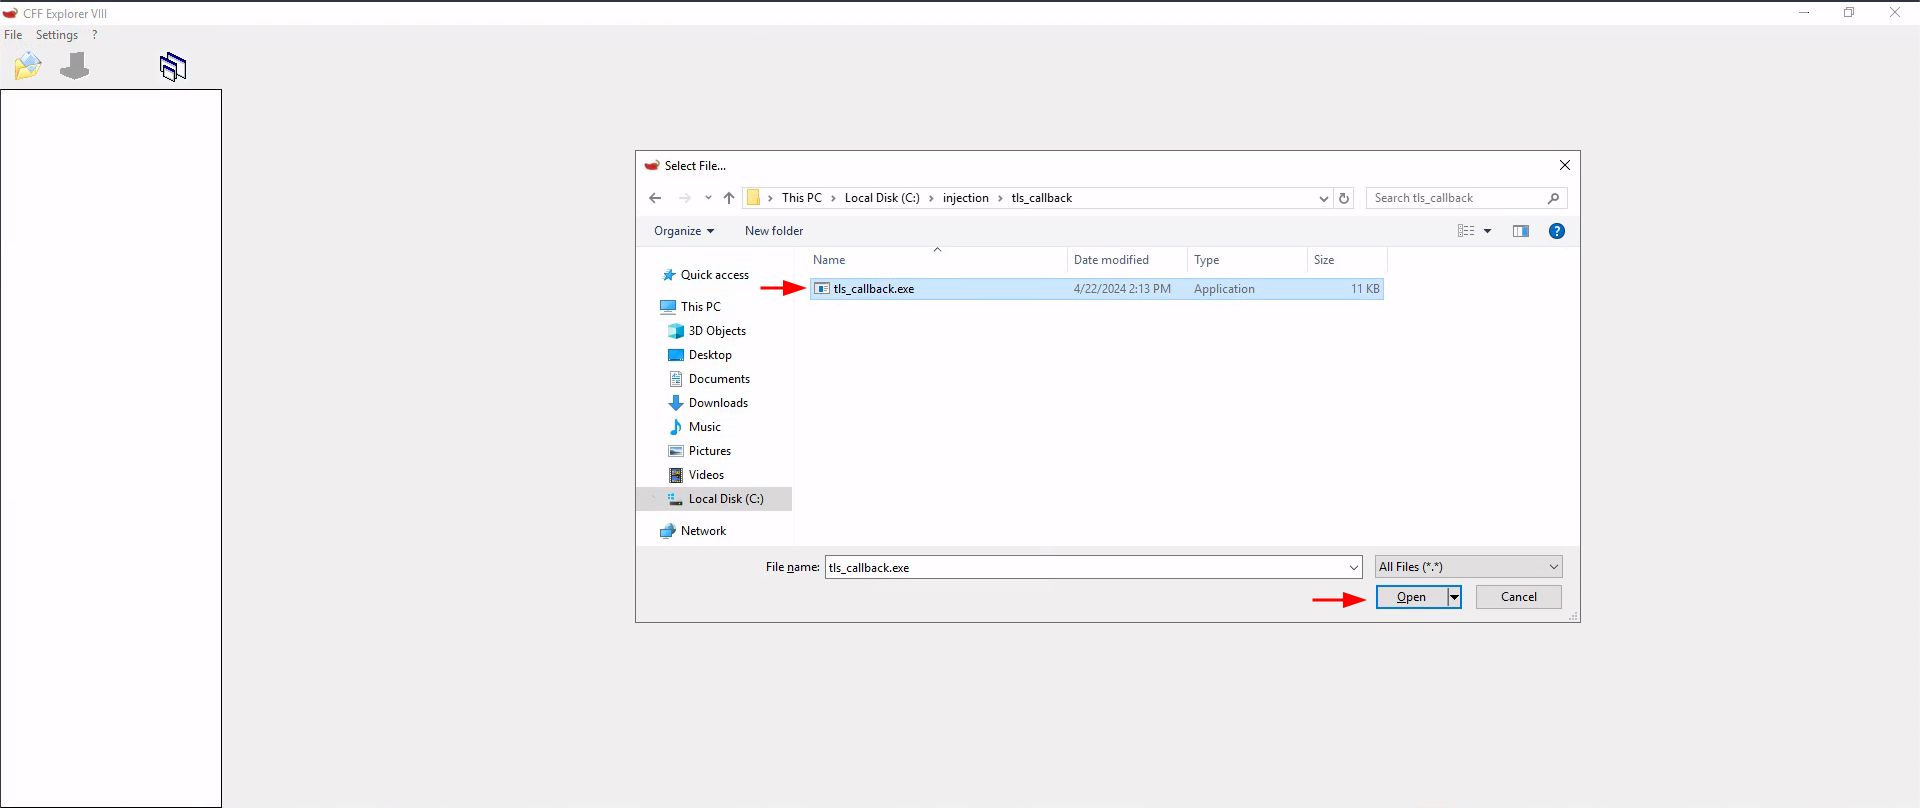 CFF Explorer VIII
File Settings ?
Select File...
This PC > Local Disk (C:) > injection > tls_callback
Search tls_callback
Organize
New folder
?
Name
Date modified
Type
Size
Quick access
tls_callback.exe 4/22/2024 2:13 PM Application 11 KB
This PC
3D Objects
Desktop
Documents
Downloads
Music
Pictures
Videos
Local Disk (C:)
Network
File name: tls_callback.exe
All Files (*.*)
Open
Cancel